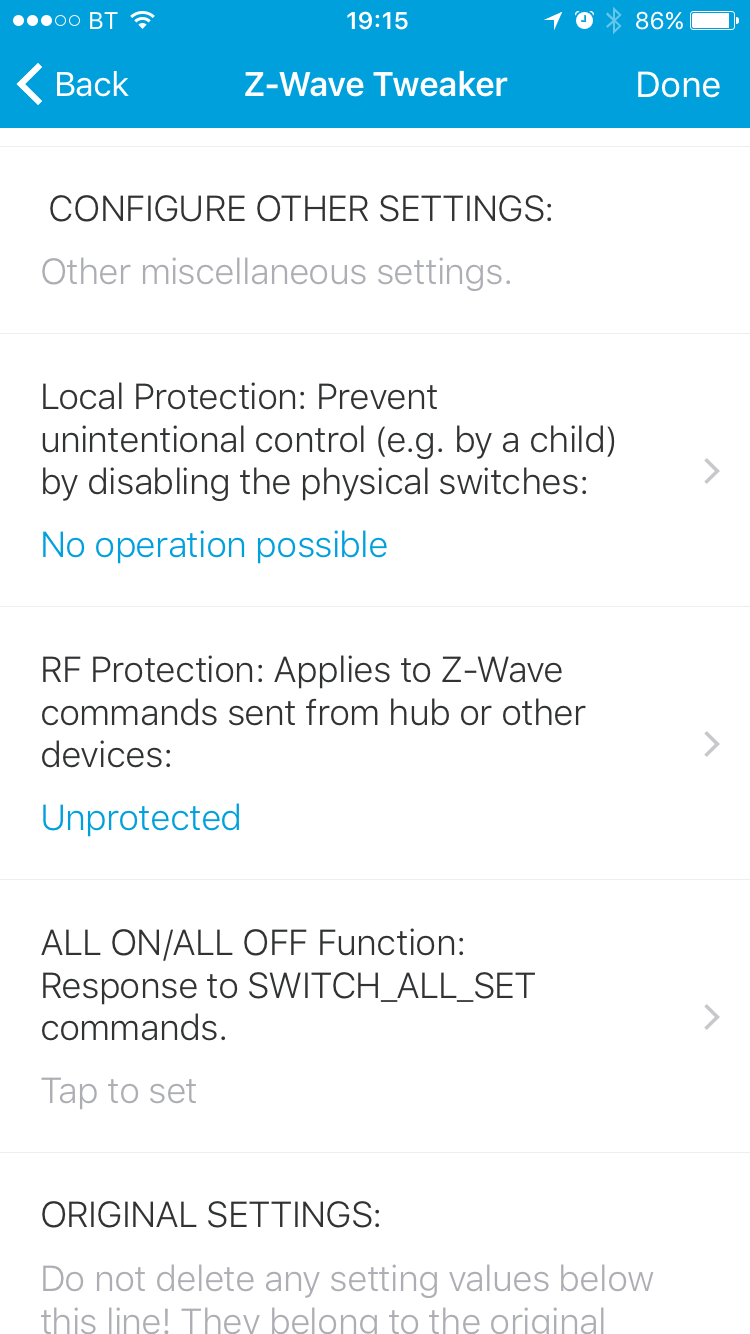 BT 19:15 86%
Back Z-Wave Tweaker Done
CONFIGURE OTHER SETTINGS:
Other miscellaneous settings.
Local Protection: Prevent
unintentional control (e.g. by a child)
by disabling the physical switches:
No operation possible
RF Protection: Applies to Z-Wave
commands sent from hub or other
devices:
Unprotected
ALL ON/ALL OFF Function:
Response to SWITCH_ALL_SET
commands.
Tap to set
ORIGINAL SETTINGS:
Do not delete any setting values below
this line! They belong to the original